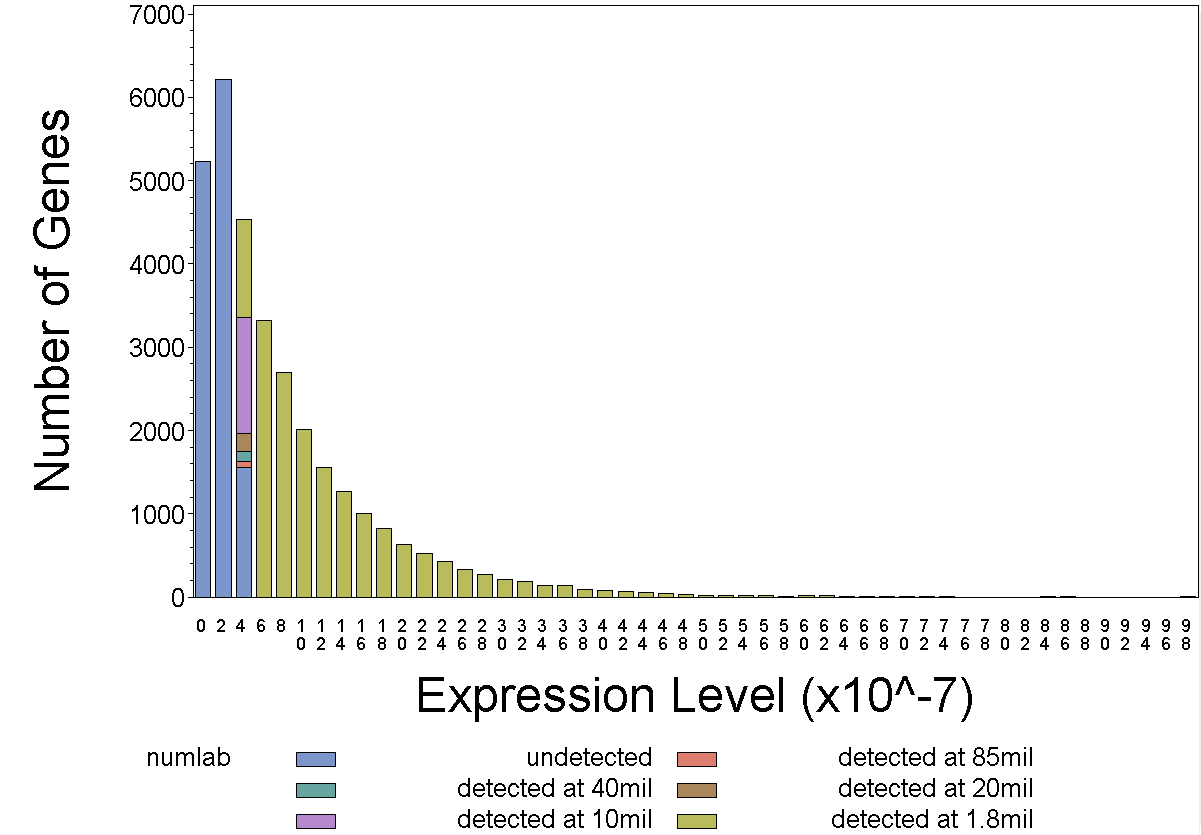 7000
6000
5000
4000
3000
2000
1000
0
Number of Genes
0 2 4 6 8 10 12 14 16 18 20 22 24 26 28 30 32 34 36 38 40 42 44 46 48 50 52 54 56 58 60 62 64 66 68 70 72 74 76 78 80 82 84 86 88 90 92 94 96 98
Expression Level (x10^-7)
numlab undetected detected at 85mil
detected at 40mil detected at 20mil
detected at 10mil detected at 1.8mil